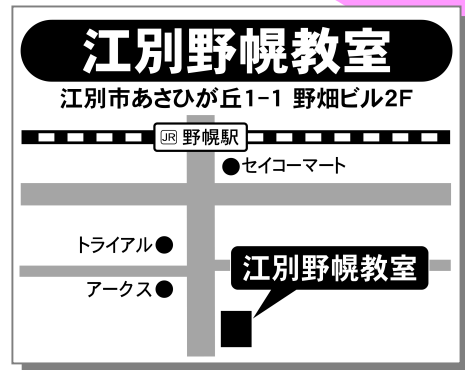 江別野幌教室
江別市あさひが丘1-1 野畑ビル2F
JR 野幌駅
セイコーマート
トライアル
江別野幌教室
アークス